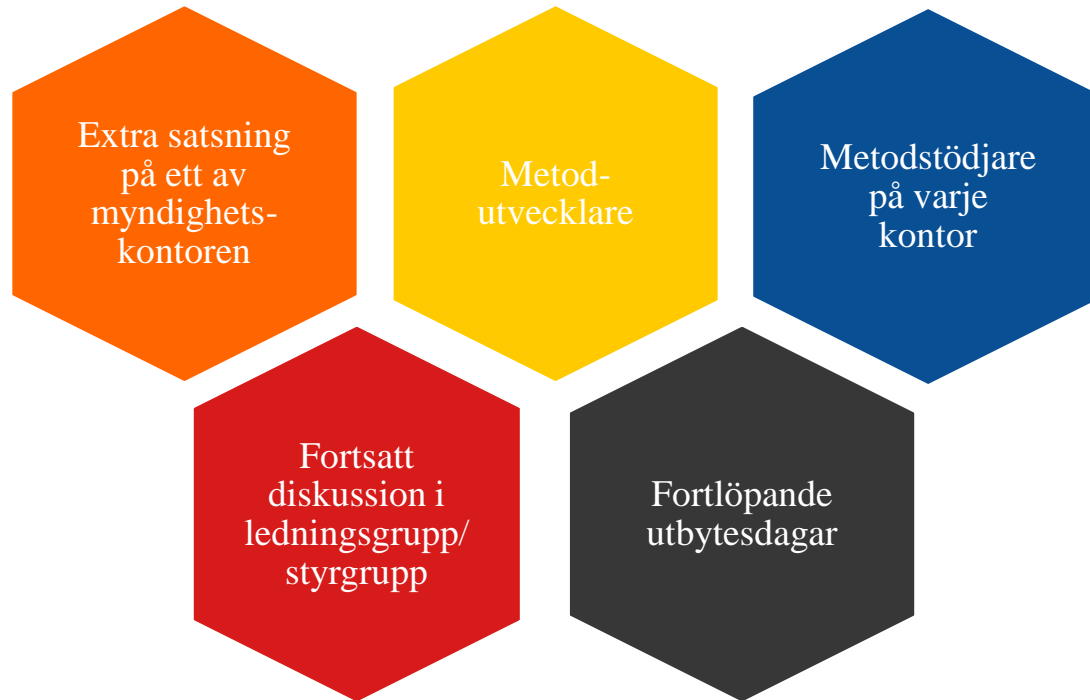 Extra satsning
på ett av
myndighets-
kontoren
Metod-
utvecklare
Metodstödjare
på varje
kontor
Fortsatt
diskussion i
ledningsgrupp/
styrgrupp
Fortlöpande
utbytesdagar